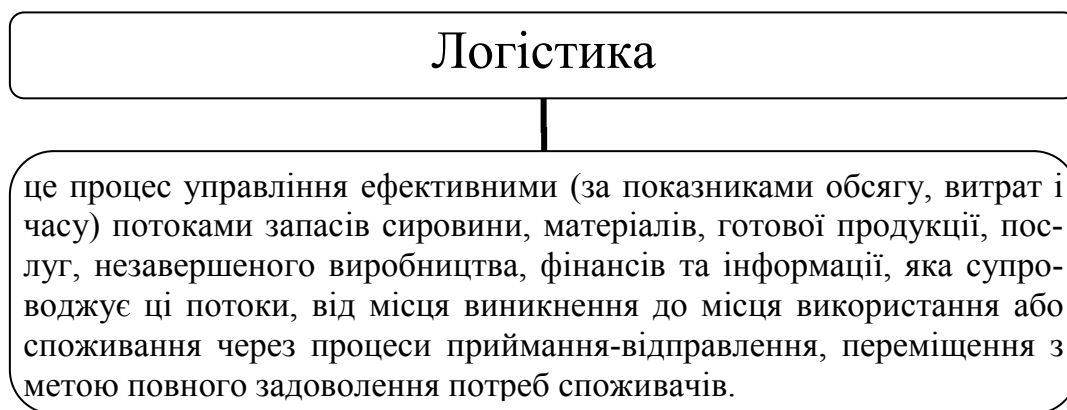 Логістика
це процес управління ефективними (за показниками обсягу, витрат і
часу) потоками запасів сировини, матеріалів, готової продукції, пос-
луг, незавершеного виробництва, фінансів та інформації, яка супро-
воджує ці потоки, від місця виникнення до місця використання або
споживання через процеси приймання-відправлення, переміщення з
метою повного задоволення потреб споживачів.